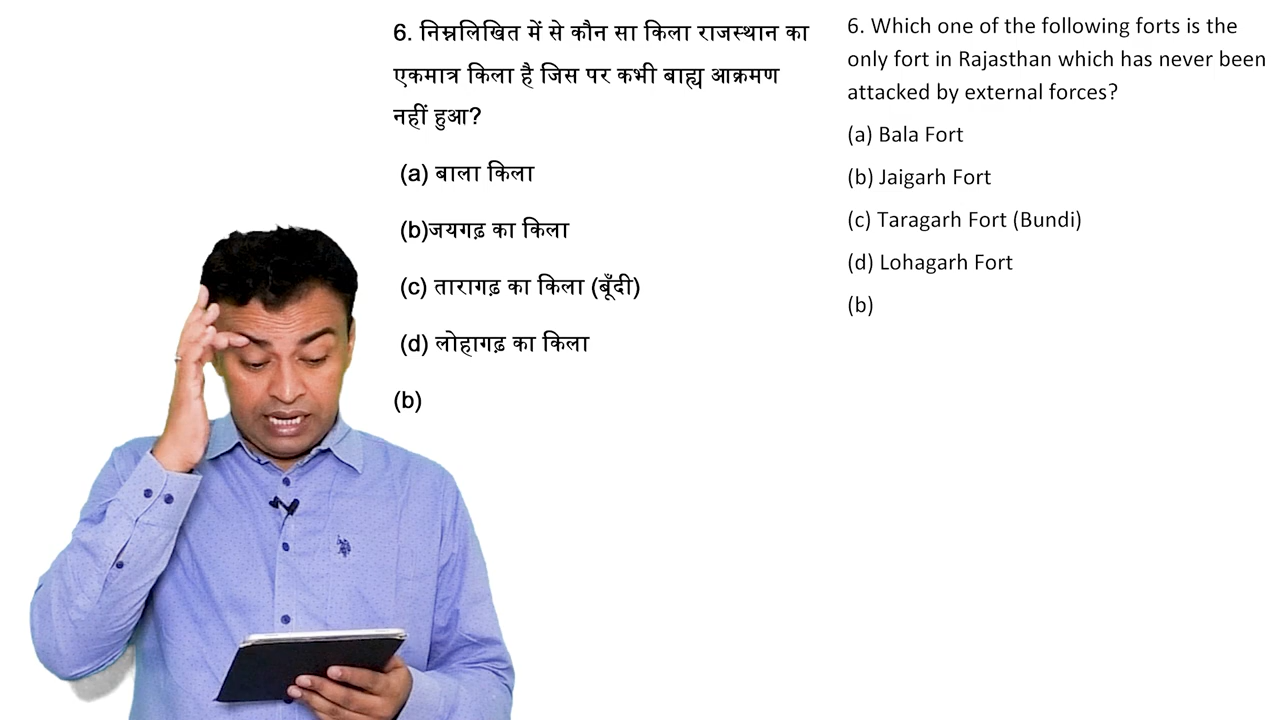 6. निम्नलिखित में से कौन सा किला राजस्थान का
एकमात्र किला है जिस पर कभी बाह्य आक्रमण
नहीं हुआ?
(a) बाला किला
(b)जयगढ़ का किला
(c) तारागढ़ का किला (बूँदी)
(d) लोहागढ़ का किला
(b)
6. Which one of the following forts is the
only fort in Rajasthan which has never been
attacked by external forces?
(a) Bala Fort
(b) Jaigarh Fort
(c) Taragarh Fort (Bundi)
(d) Lohagarh Fort
(b)